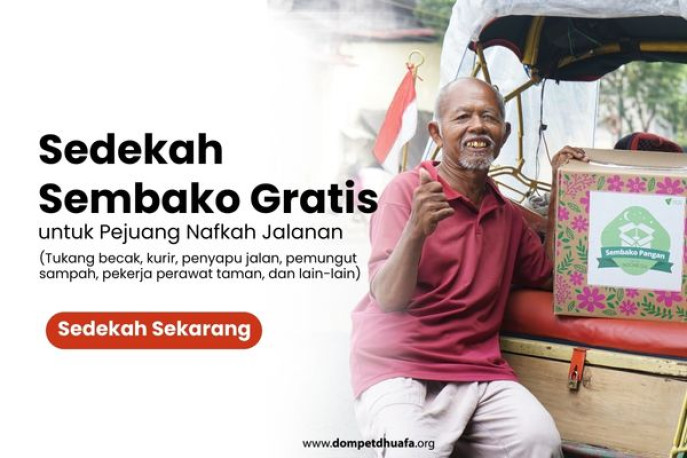 Sedekah
Sembako Gratis
untuk Pejuang Nafkah Jalanan
(Tukang becak, kurir, penyapu jalan, pemungut
sampah, pekerja perawat taman, dan lain-lain)
Sedekah Sekarang
Sembako Pangan
www.dompetdhuafa.org